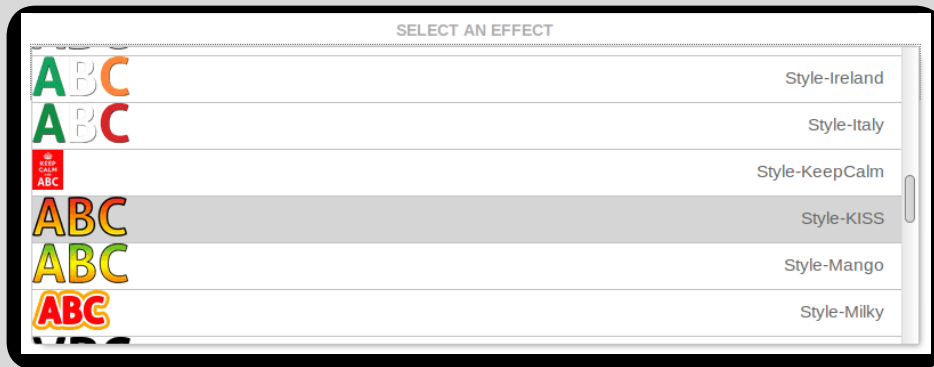 SELECT AN EFFECT
ABC Style-Ireland
ABC Style-Italy
KEEP
CALM
AND
ABC Style-KeepCalm
ABC Style-KISS
ABC Style-Mango
ABC Style-Milky